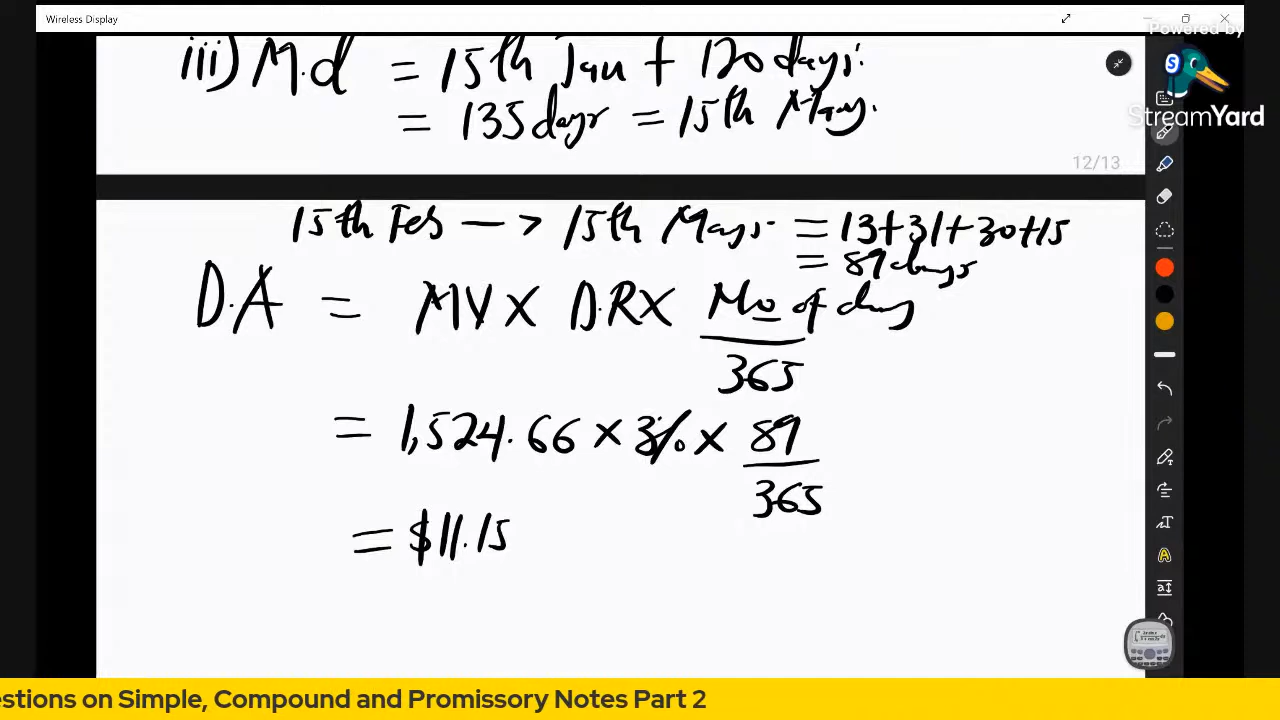 Wireless Display
Powered by
StreamYard
iii) M.d = 15th Jan + 120 days.
= 135 days = 15th May.
12/13
15th Feb —> 15th May = 13+31+30+15
= 89 days
D.A = MV X D.R X No of days
365
= 1,524.66 × 3% × 89
365
= $11.15
estions on Simple, Compound and Promissory Notes Part 2